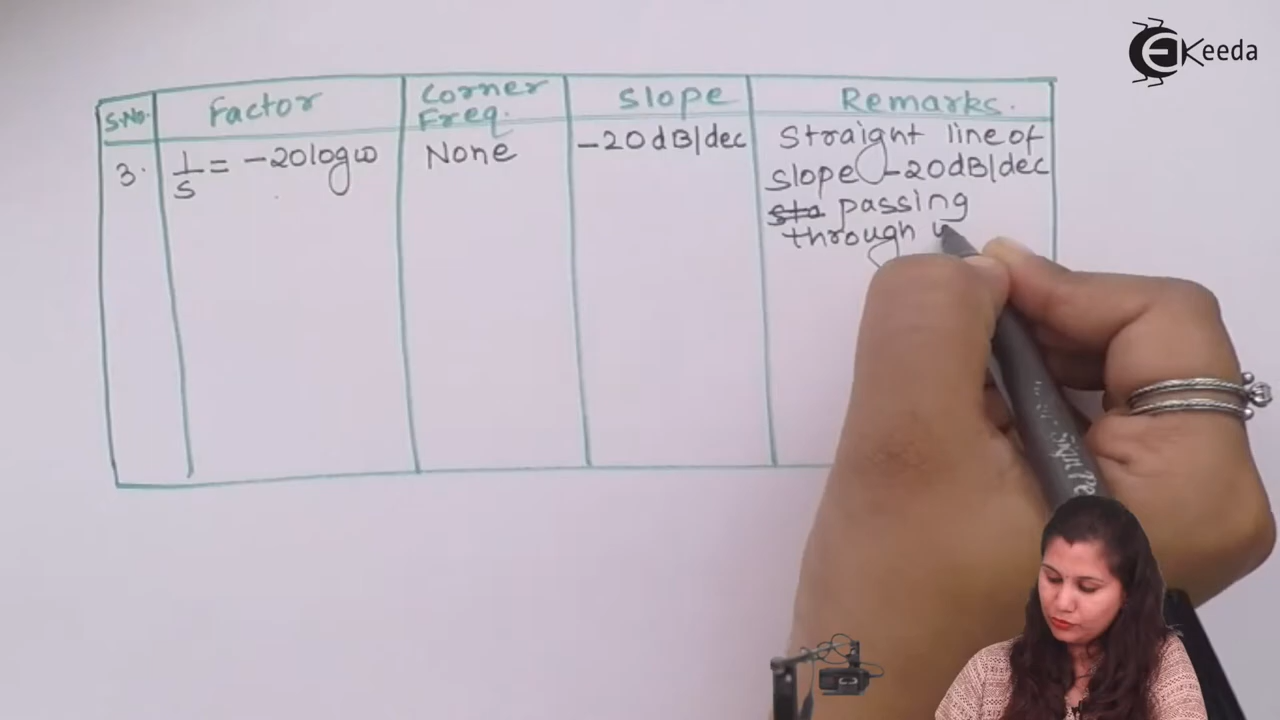 Keeda
S.No. Factor Corner Freq. Slope Remarks.
3. 1/s = -20logω None -20dB/dec Straight line of
slope -20dB/dec
passing
through